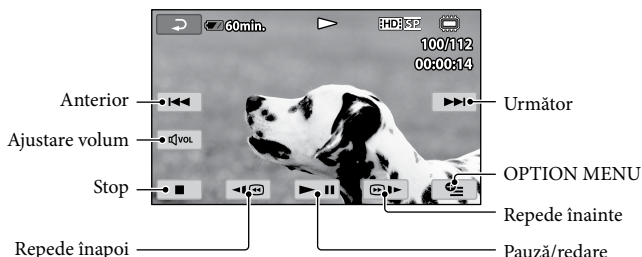 60min.
HD SP
100/112
00:00:14
Anterior
Următor
Ajustare volum
VOL
Stop
OPTION MENU
Repede înainte
Repede înapoi
Pauză/redare